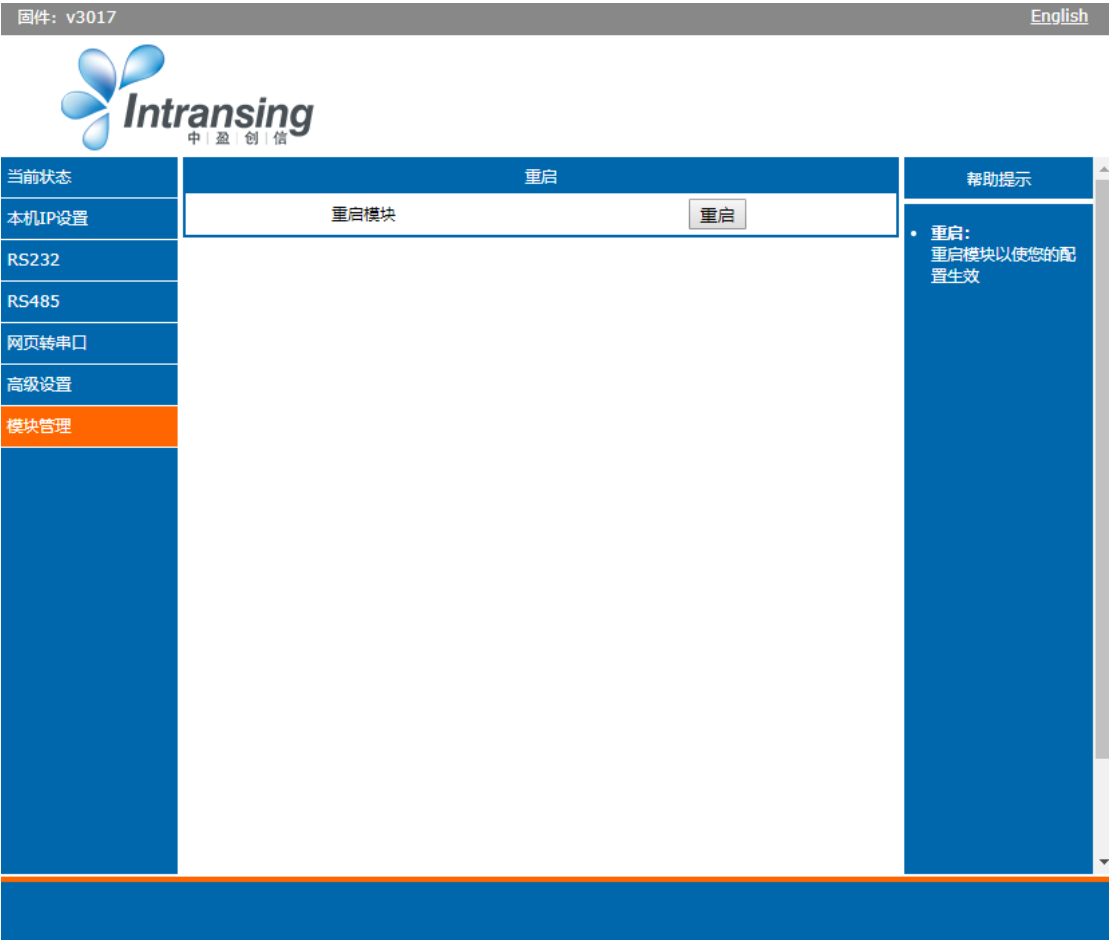 固件: v3017
English
Intransing
中|盈|创|信
当前状态
本机IP设置
RS232
RS485
网页转串口
高级设置
模块管理
重启
重启模块
重启
帮助提示
• 重启:
重启模块以使您的配
置生效